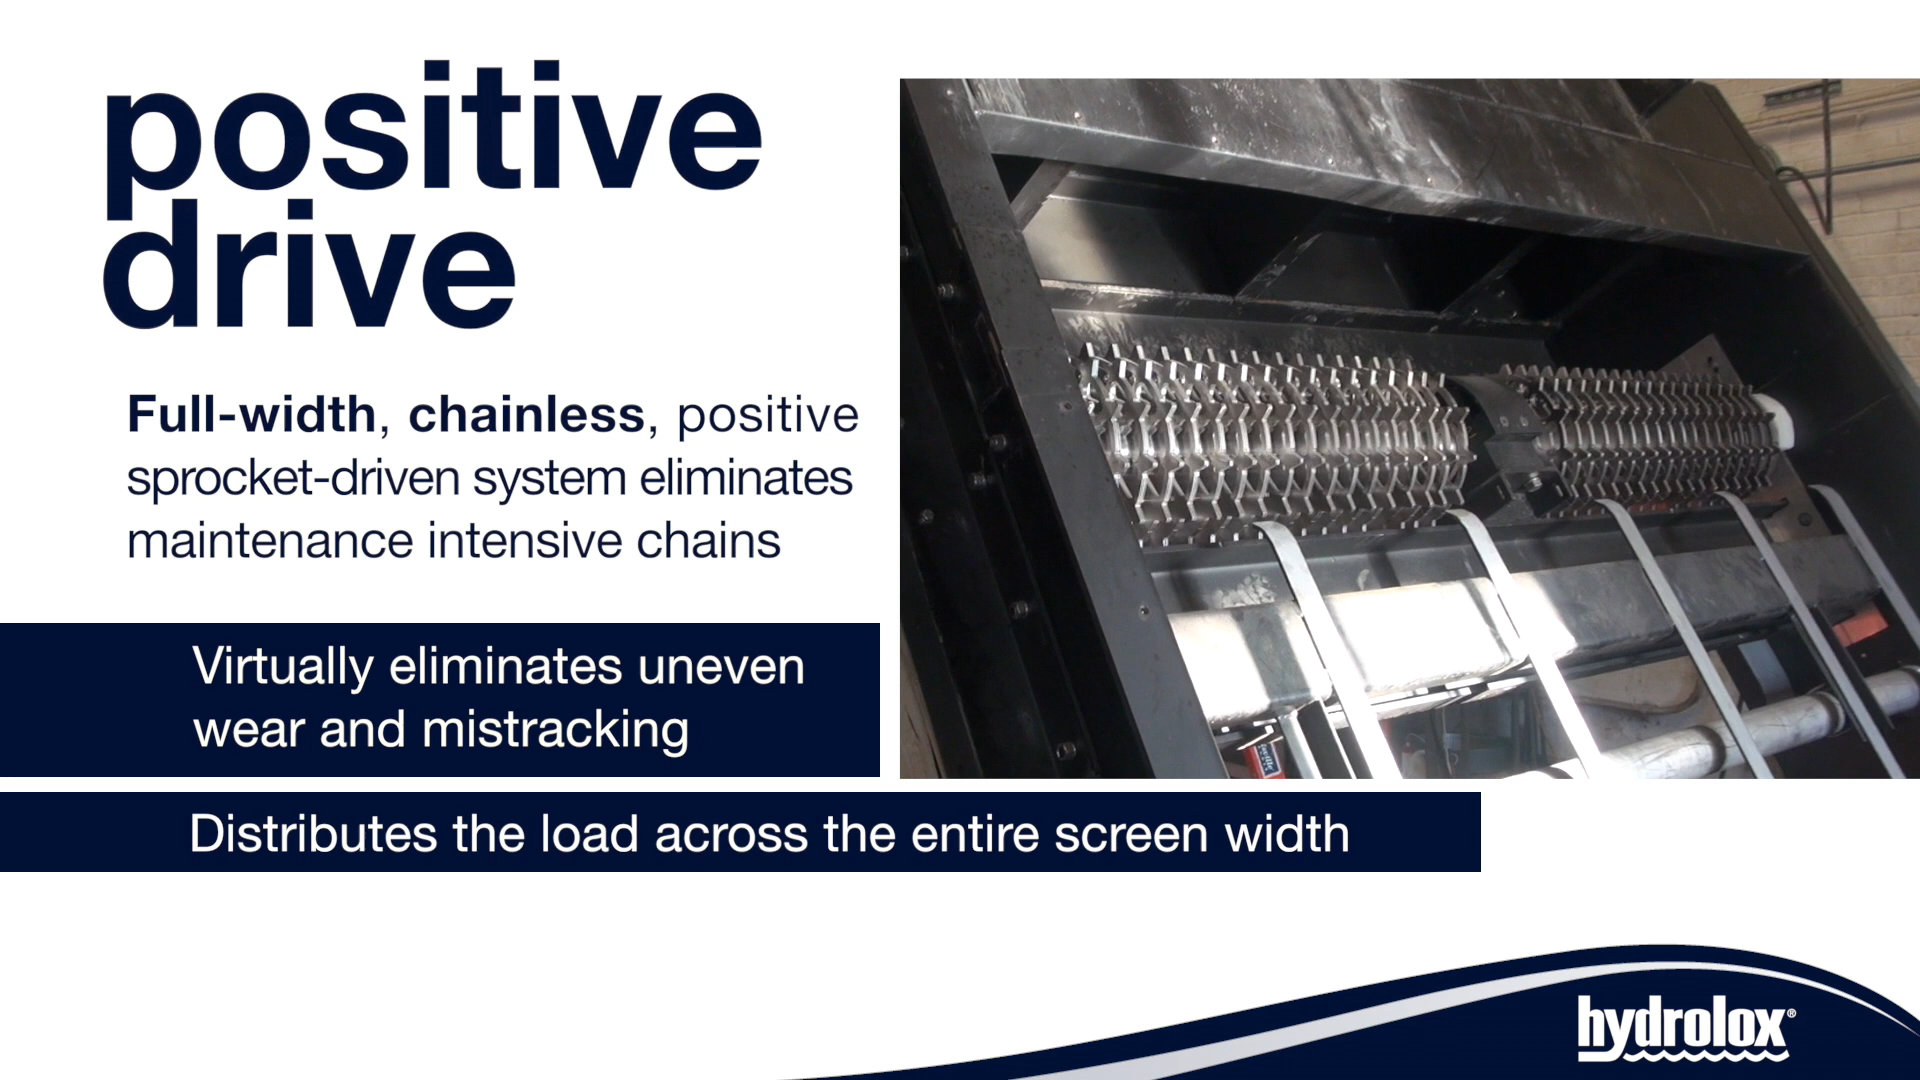 positive
drive
Full-width, chainless, positive
sprocket-driven system eliminates
maintenance intensive chains
Virtually eliminates uneven
wear and mistracking
Distributes the load across the entire screen width
hydrolox®